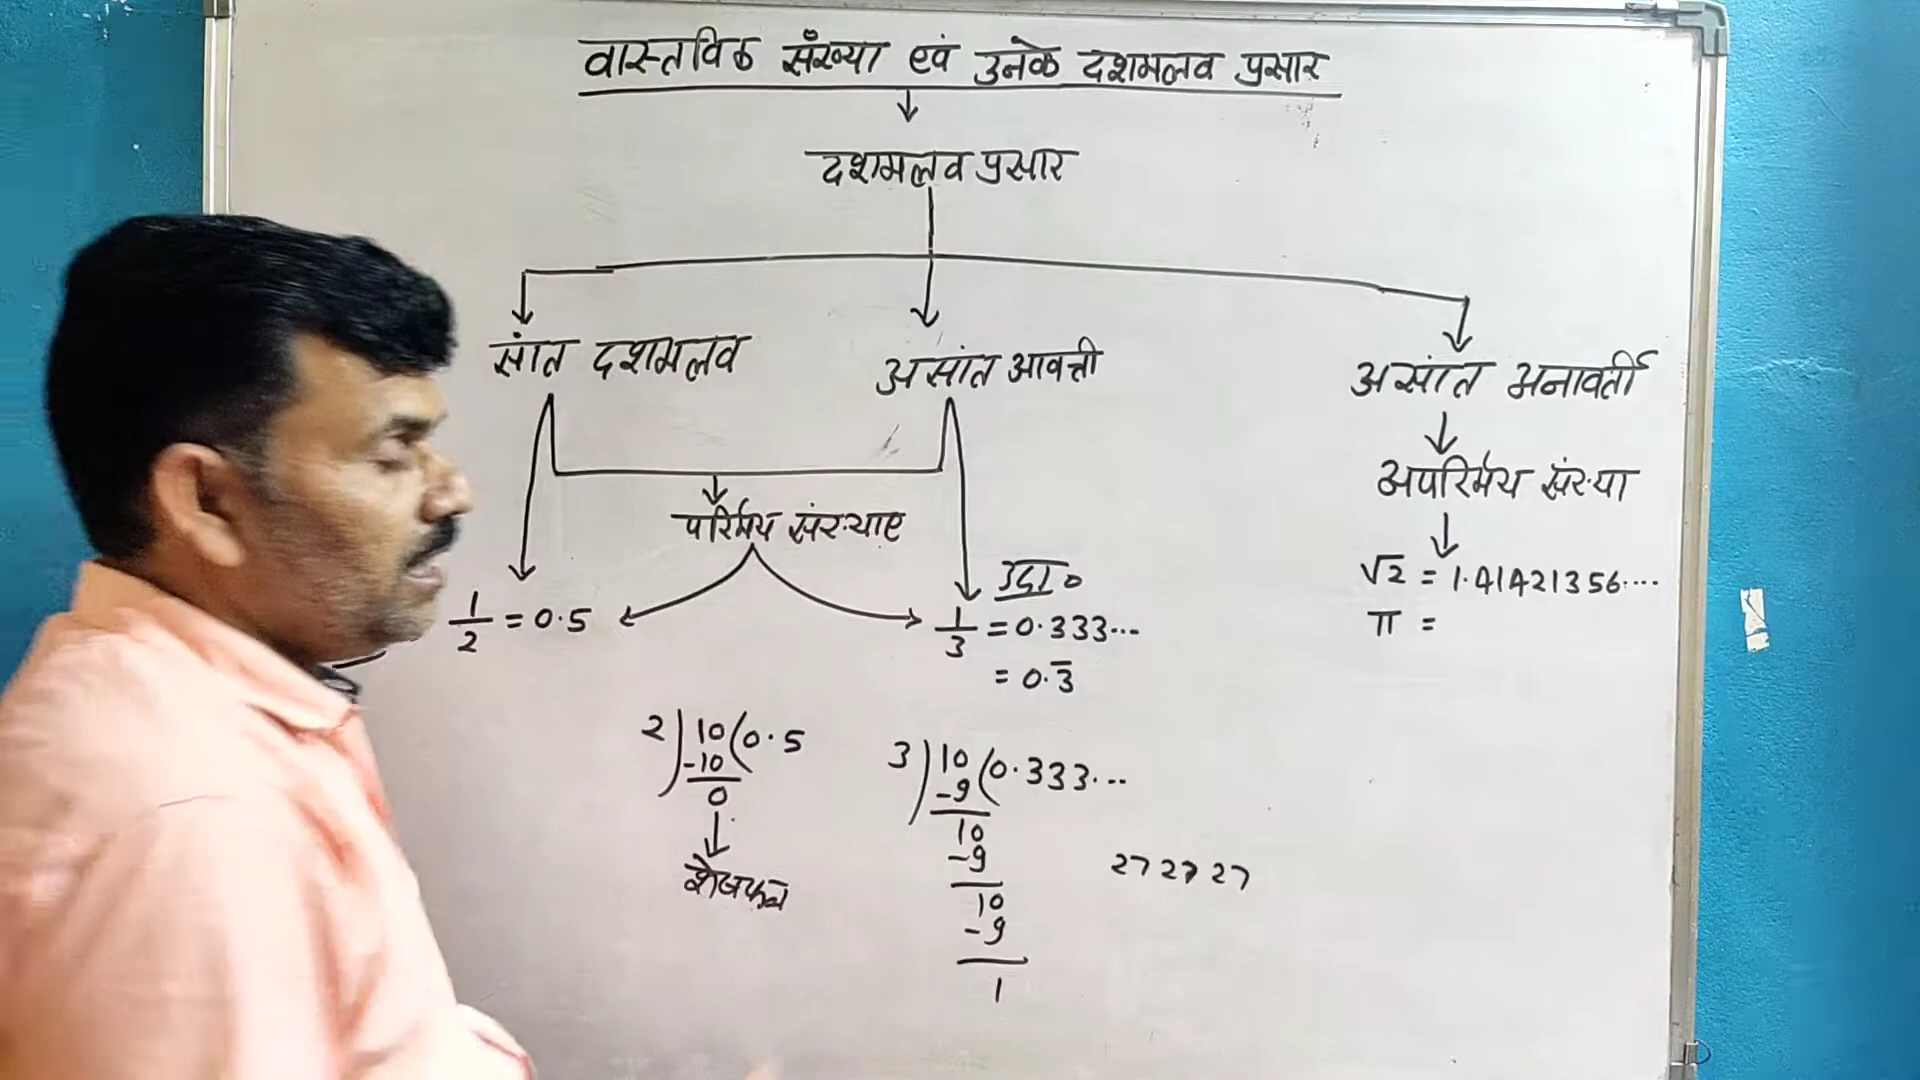 वास्तविक संख्या एवं उनके दशमलव प्रसार
दशमलव प्रसार
सांत दशमलव
असांत आवर्ती
असांत अनावर्ती
परिमेय संख्याए
अपरिमेय संख्या
1/2 = 0.5
उदा०
1/3 = 0.333...
= 0.3̅
√2 = 1.41421356....
π =
2)10(0.5
-10
0
शेषफल
3)10(0.333...
-9
10
-9
10
-9
1
27 27 27